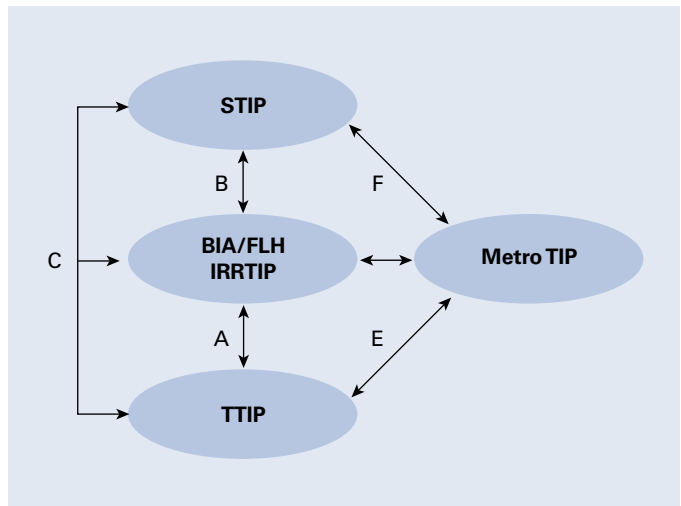 STIP
B
F
C
BIA/FLH
IRRTIP
Metro TIP
A
E
TTIP